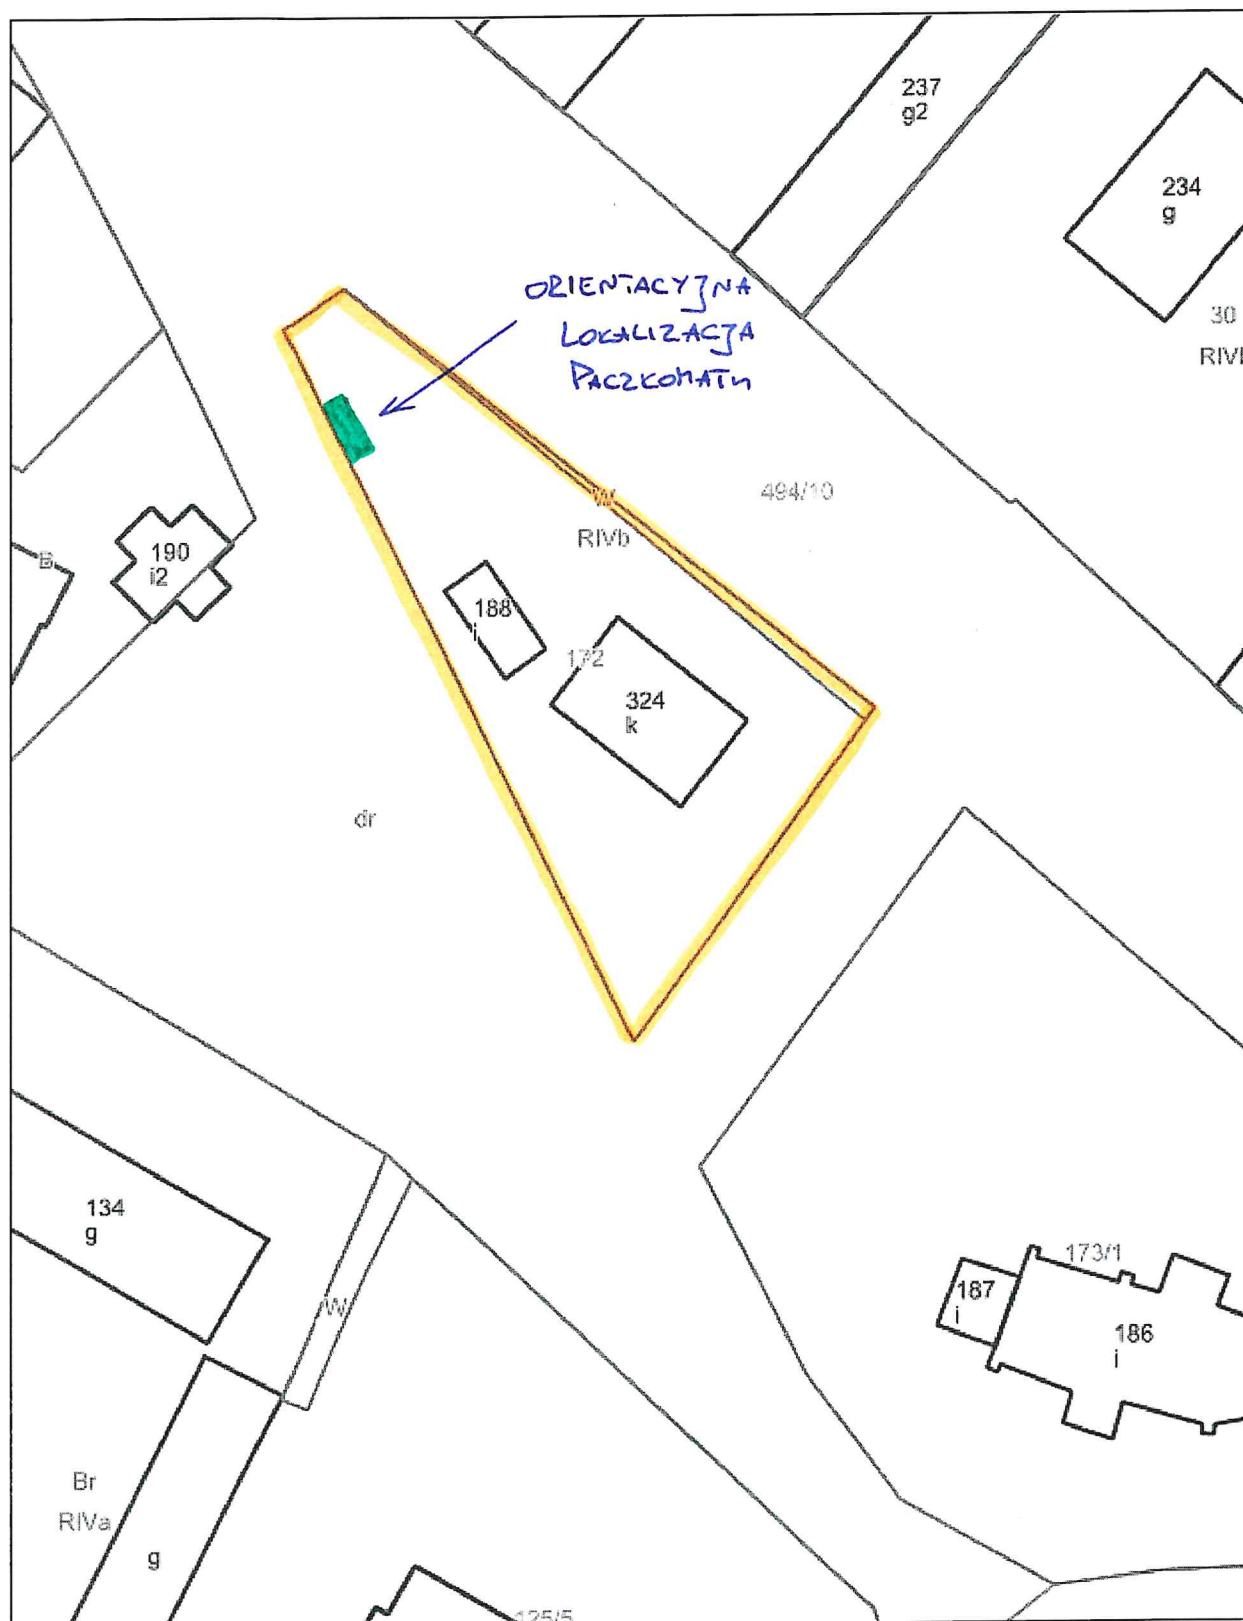 237
g2
234
g
30
ORIENTACYJNA
LOKALIZACJA
PACZKOMATU
494/10
W
RIVb
B
190
i2
188
i
172
324
k
dr
134
g
W
173/1
187
i
186
i
Br
RIVa
g
125/5